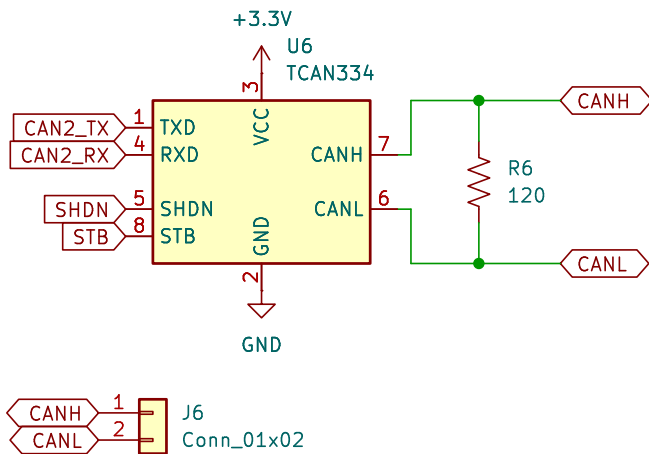 +3.3V
U6
TCAN334
3
VCC
CAN2_TX 1 TXD
CAN2_RX 4 RXD
SHDN 5 SHDN
STB 8 STB
CANH 7
CANL 6
GND
2
GND
CANH
R6
120
CANL
CANH 1
CANL 2
J6
Conn_01x02